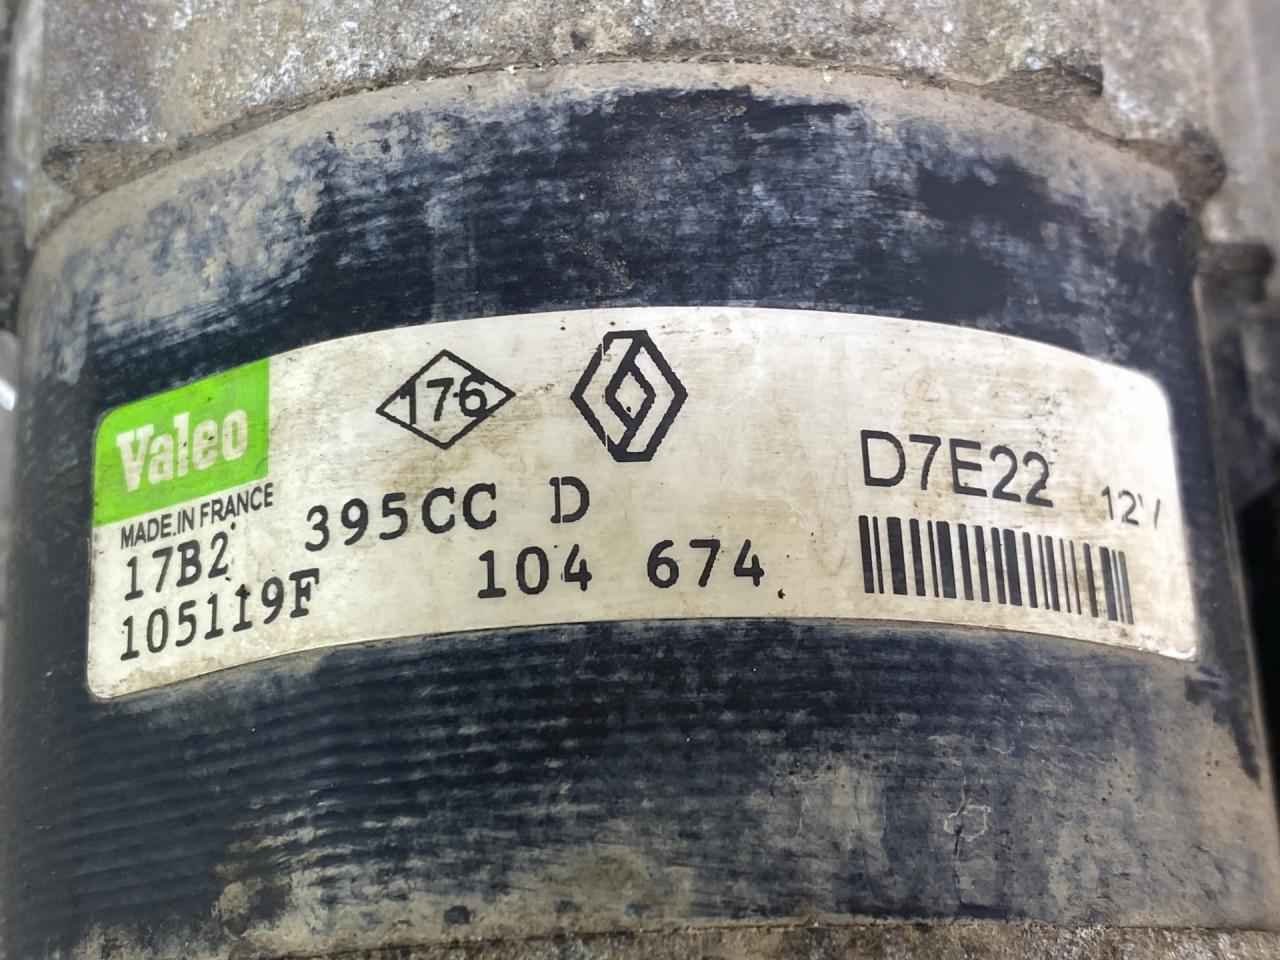 Valeo
176
MADE IN FRANCE
D7E22 12V
17B2 395CC D
105119F 104 674